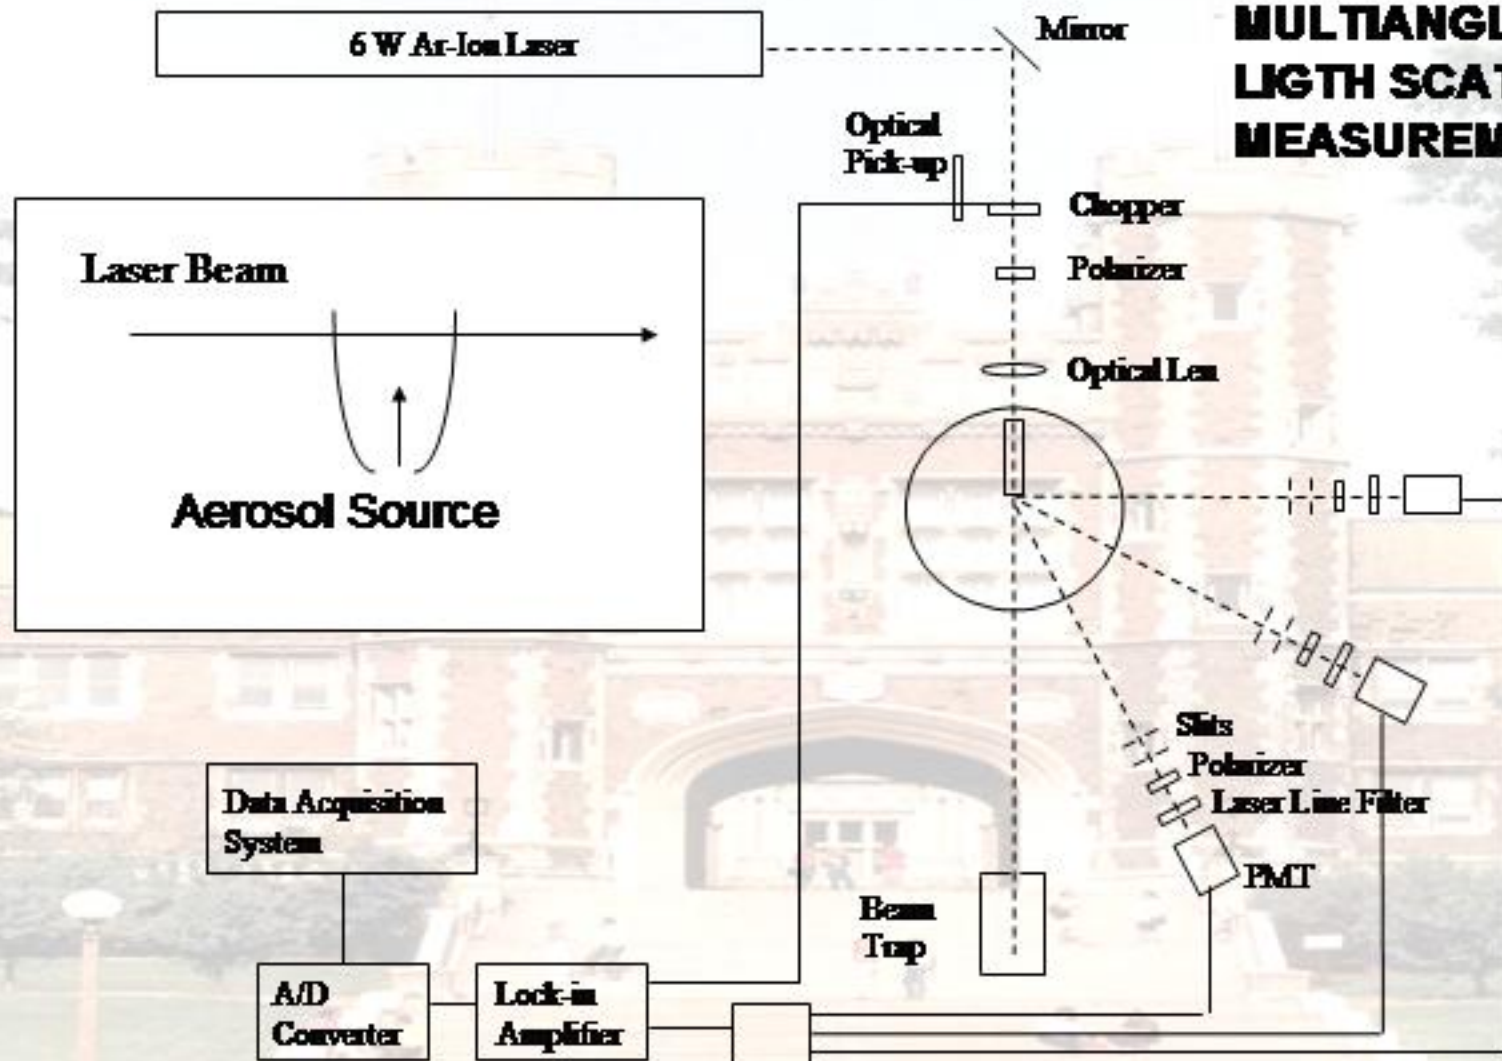 6 W Ar-Ion Laser
Mirror
MULTIANGL
LIGTH SCAT
MEASUREM
Optical
Pick-up
Chopper
Polarizer
Optical Len
Laser Beam
Aerosol Source
Slits
Polarizer
Laser Line Filter
PMT
Beam
Trap
Data Acquisition
System
A/D
Converter
Lock-in
Amplifier